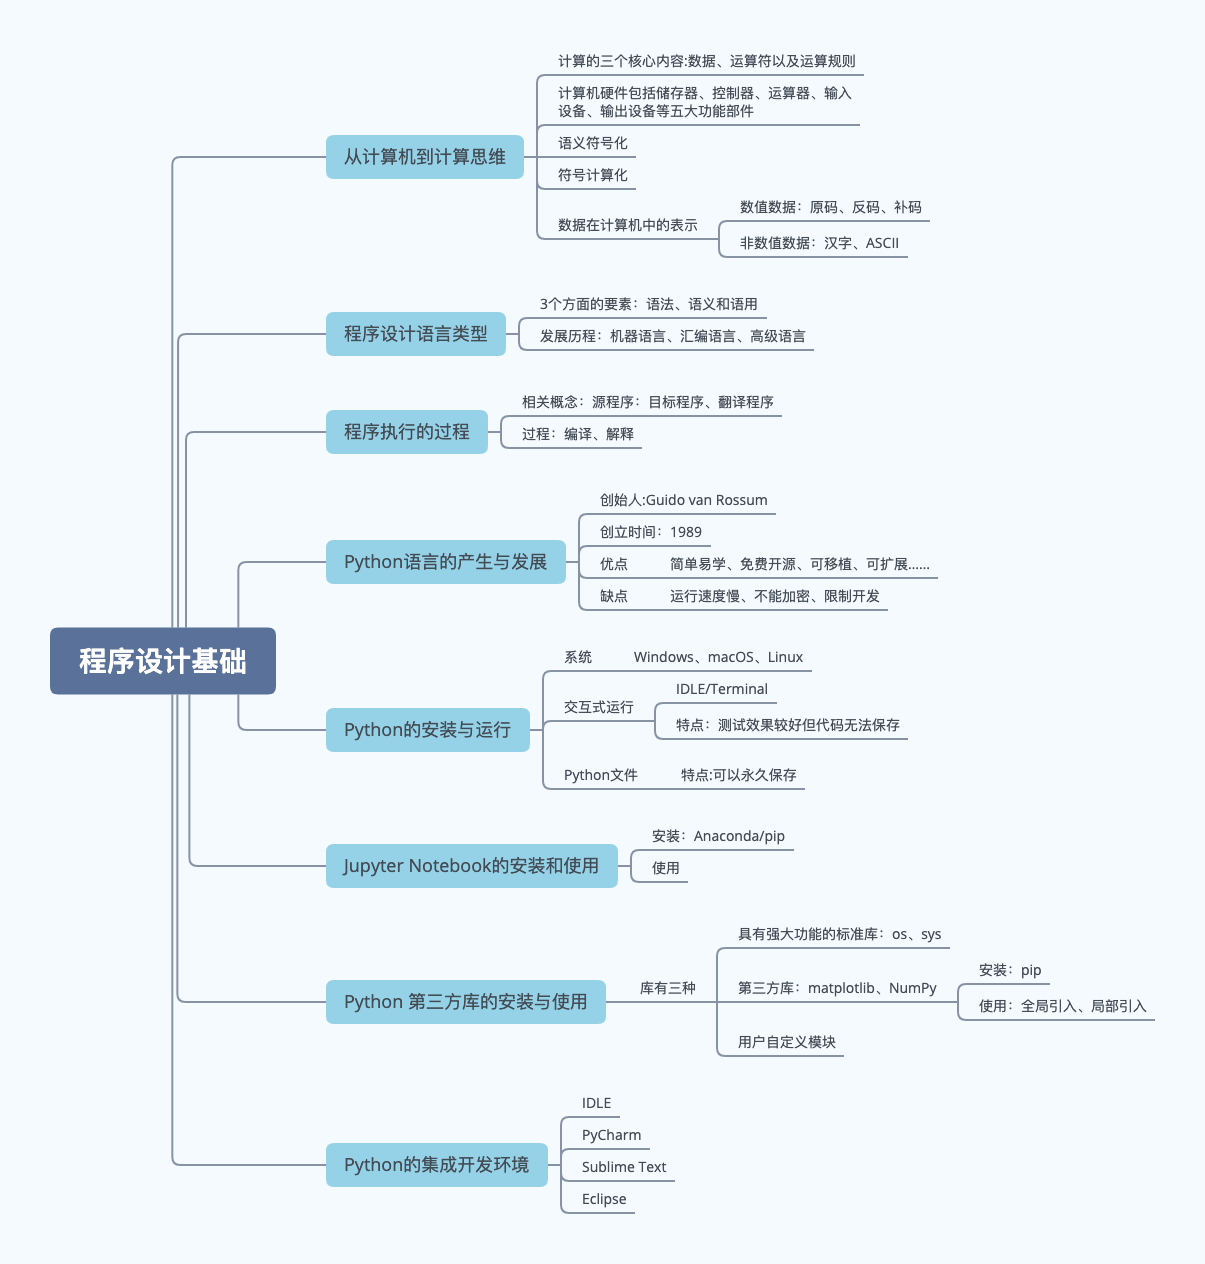 程序设计基础
从计算机到计算思维
计算的三个核心内容:数据、运算符以及运算规则
计算机硬件包括储存器、控制器、运算器、输入
设备、输出设备等五大功能部件
语义符号化
符号计算化
数据在计算机中的表示
数值数据：原码、反码、补码
非数值数据：汉字、ASCII
程序设计语言类型
3个方面的要素：语法、语义和语用
发展历程：机器语言、汇编语言、高级语言
程序执行的过程
相关概念：源程序：目标程序、翻译程序
过程：编译、解释
Python语言的产生与发展
创始人:Guido van Rossum
创立时间：1989
优点 简单易学、免费开源、可移植、可扩展......
缺点 运行速度慢、不能加密、限制开发
Python的安装与运行
系统 Windows、macOS、Linux
交互式运行
IDLE/Terminal
特点：测试效果较好但代码无法保存
Python文件 特点:可以永久保存
Jupyter Notebook的安装和使用
安装：Anaconda/pip
使用
Python 第三方库的安装与使用
库有三种
具有强大功能的标准库：os、sys
第三方库：matplotlib、NumPy
安装：pip
使用：全局引入、局部引入
用户自定义模块
Python的集成开发环境
IDLE
PyCharm
Sublime Text
Eclipse